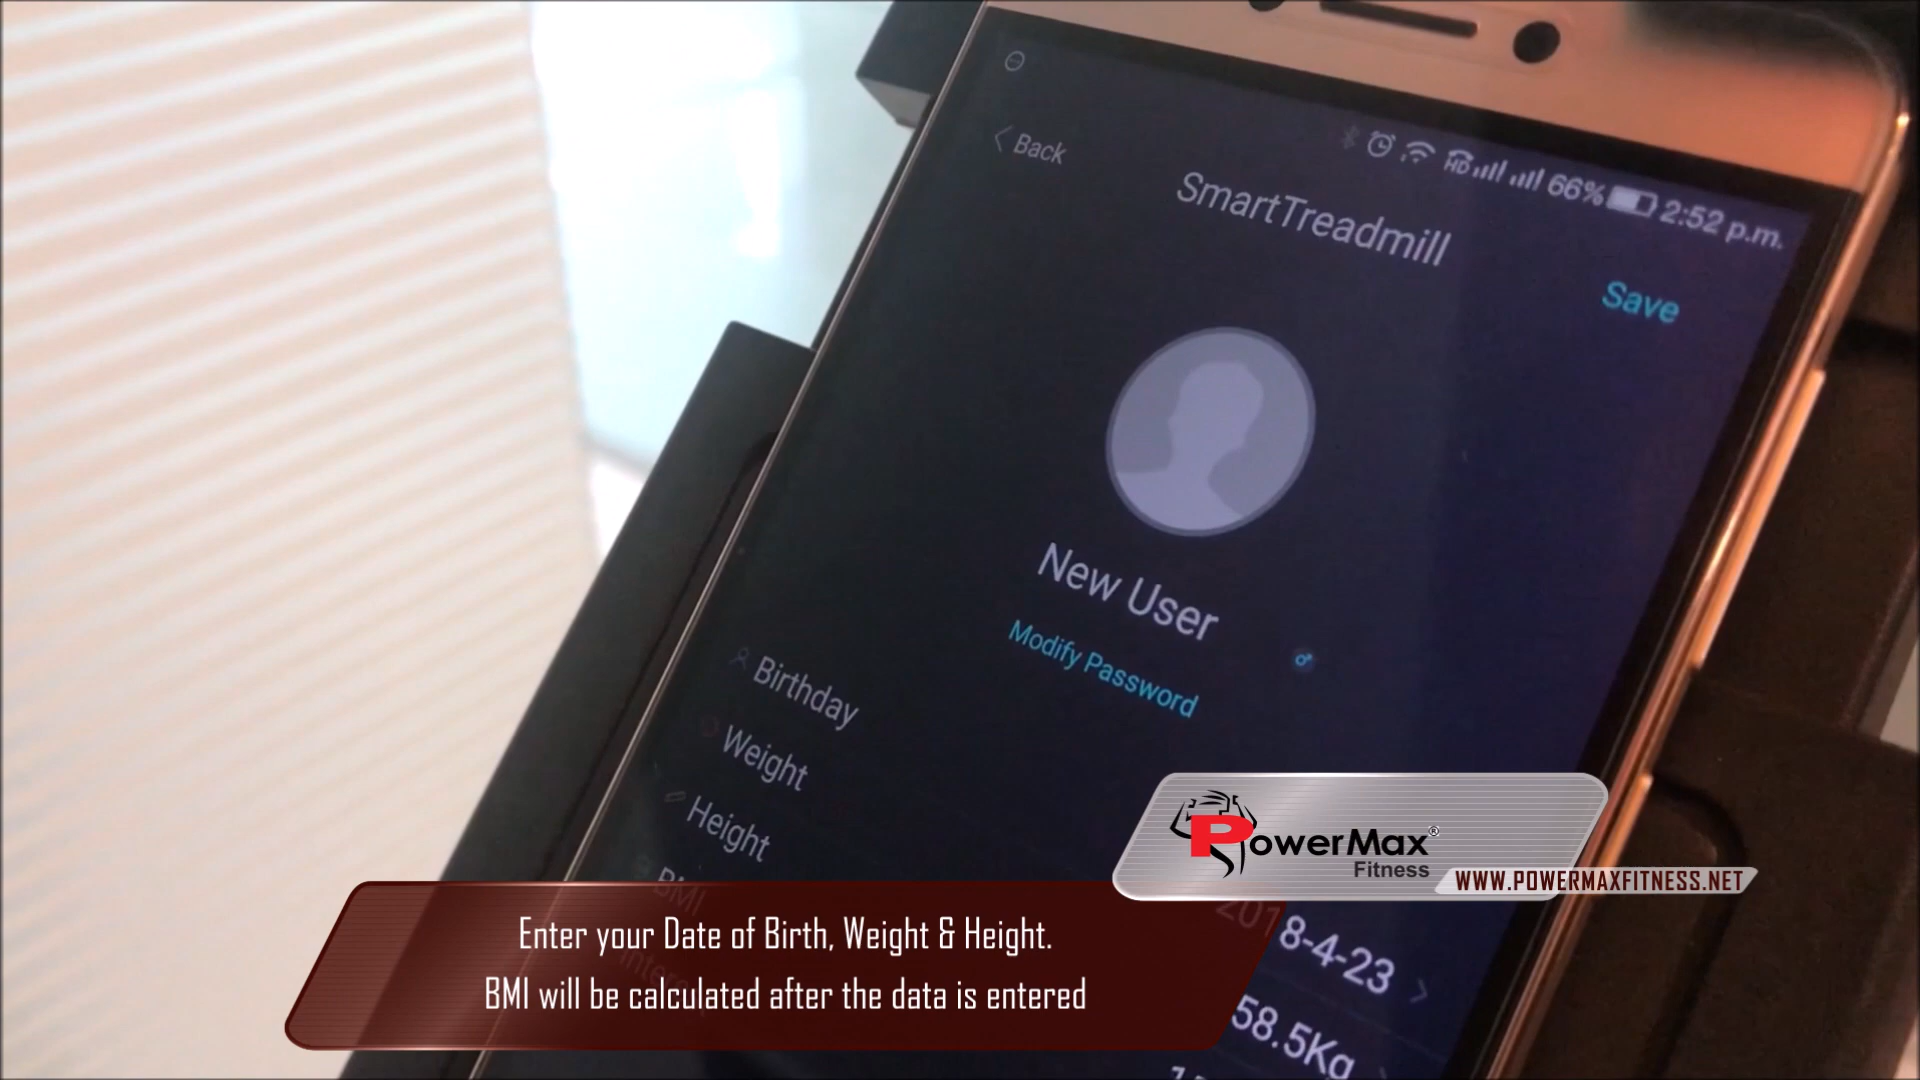 66% 2:52 p.m.
Back
SmartTreadmill
Save
New User
Modify Password
Birthday
Weight
Height
BMI
PowerMax®
Fitness
WWW.POWERMAXFITNESS.NET
2018-4-23
58.5Kg
Enter your Date of Birth, Weight & Height.
BMI will be calculated after the data is entered